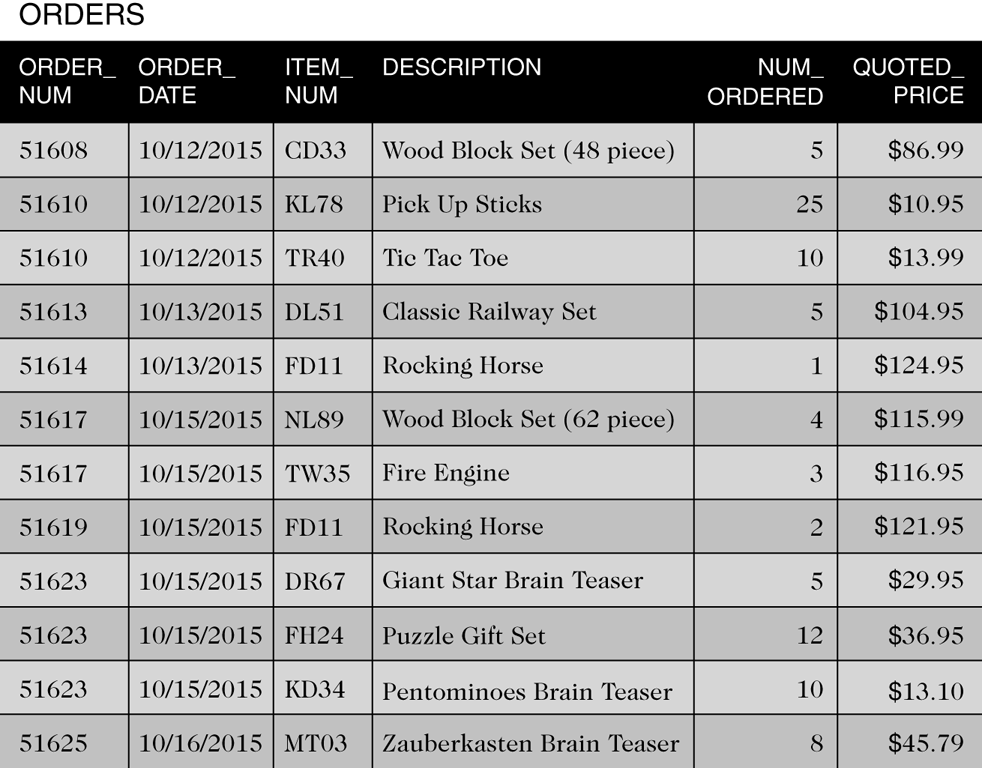 ORDERS
ORDER_ ORDER_ ITEM_ DESCRIPTION NUM_ QUOTED_
NUM DATE NUM ORDERED PRICE
51608 10/12/2015 CD33 Wood Block Set (48 piece) 5 $86.99
51610 10/12/2015 KL78 Pick Up Sticks 25 $10.95
51610 10/12/2015 TR40 Tic Tac Toe 10 $13.99
51613 10/13/2015 DL51 Classic Railway Set 5 $104.95
51614 10/13/2015 FD11 Rocking Horse 1 $124.95
51617 10/15/2015 NL89 Wood Block Set (62 piece) 4 $115.99
51617 10/15/2015 TW35 Fire Engine 3 $116.95
51619 10/15/2015 FD11 Rocking Horse 2 $121.95
51623 10/15/2015 DR67 Giant Star Brain Teaser 5 $29.95
51623 10/15/2015 FH24 Puzzle Gift Set 12 $36.95
51623 10/15/2015 KD34 Pentominoes Brain Teaser 10 $13.10
51625 10/16/2015 MT03 Zauberkasten Brain Teaser 8 $45.79